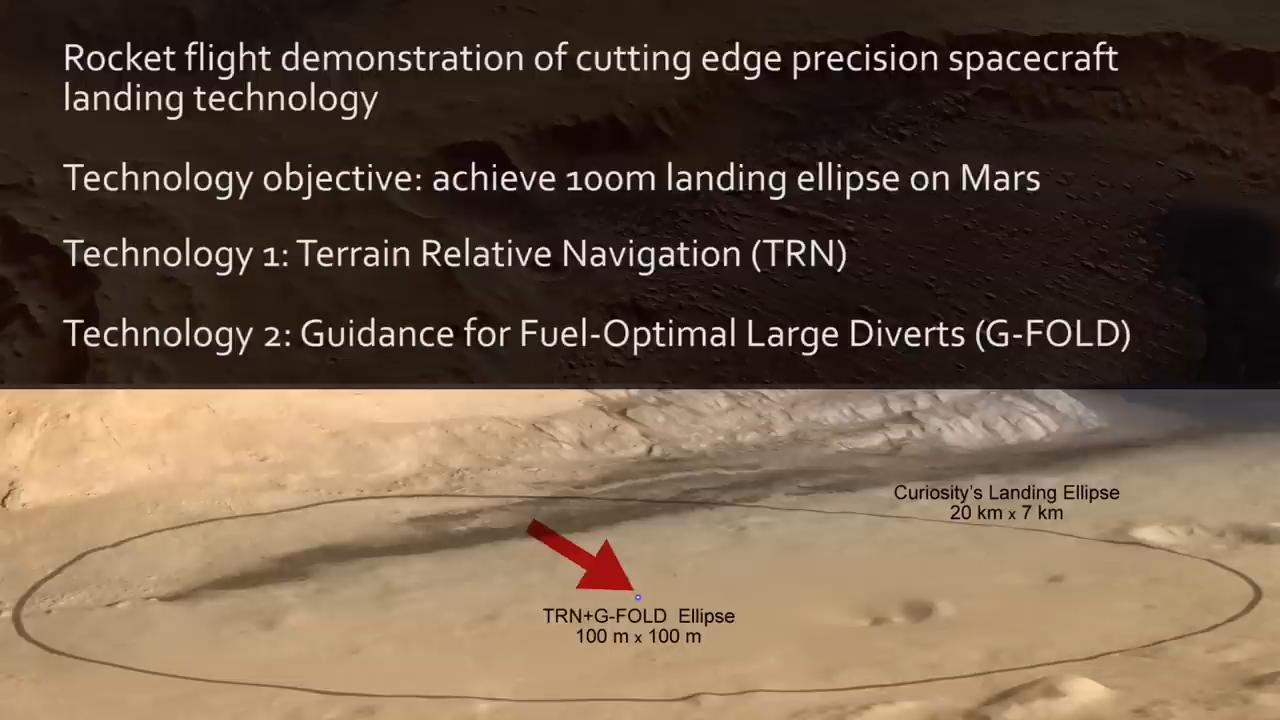 Rocket flight demonstration of cutting edge precision spacecraft
landing technology
Technology objective: achieve 100m landing ellipse on Mars
Technology 1: Terrain Relative Navigation (TRN)
Technology 2: Guidance for Fuel-Optimal Large Diverts (G-FOLD)
Curiosity's Landing Ellipse
20 km x 7 km
TRN+G-FOLD Ellipse
100 m x 100 m